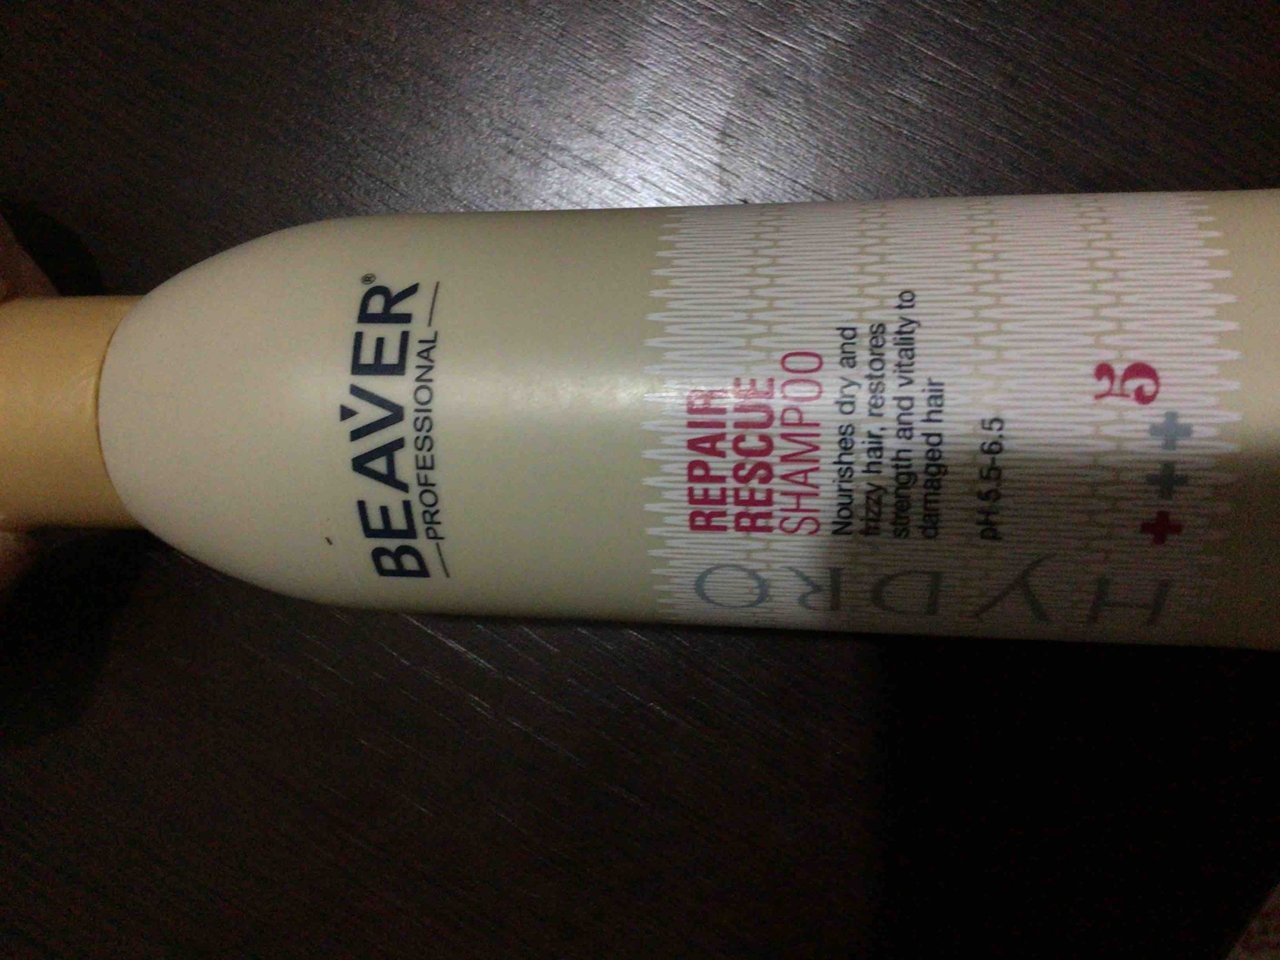 BEAVER®
PROFESSIONAL
REPAIR
RESCUE
SHAMPOO
Nourishes dry and
frizzy hair, restores
strength and vitality to
damaged hair
pH 5.5-6.5
+++5
HYDRO